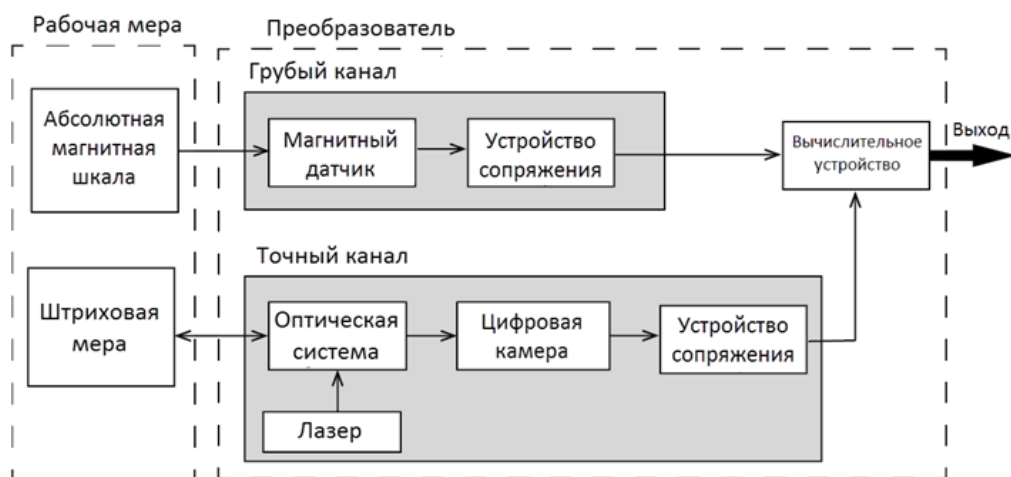 Рабочая мера
Преобразователь
Грубый канал
Абсолютная
магнитная
шкала
Магнитный
датчик
Устройство
сопряжения
Вычислительное
устройство
Выход
Точный канал
Штриховая
мера
Оптическая
система
Цифровая
камера
Устройство
сопряжения
Лазер